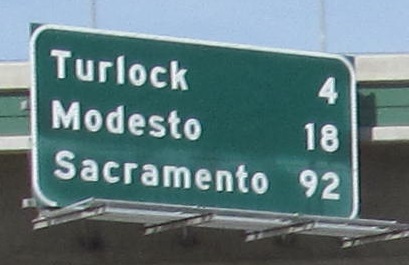 Turlock 4
Modesto 18
Sacramento 92